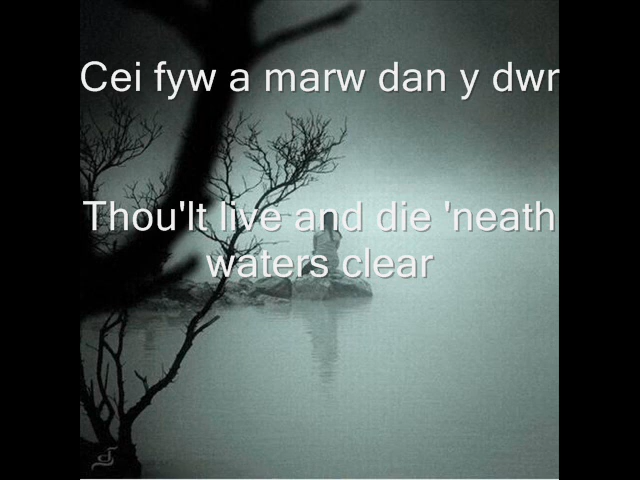 Cei fyw a marw dan y dwr
Thou'lt live and die 'neath
waters clear